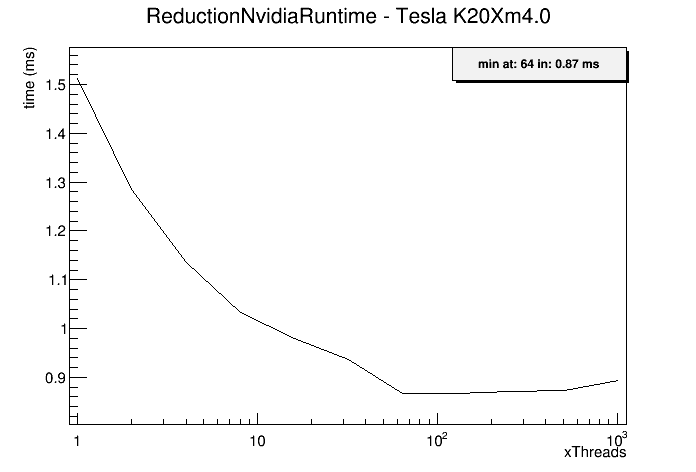 ReductionNvidiaRuntime - Tesla K20Xm4.0
time (ms)
min at: 64 in: 0.87 ms
1.5
1.4
1.3
1.2
1.1
1
0.9
1
10
10²
10³
xThreads